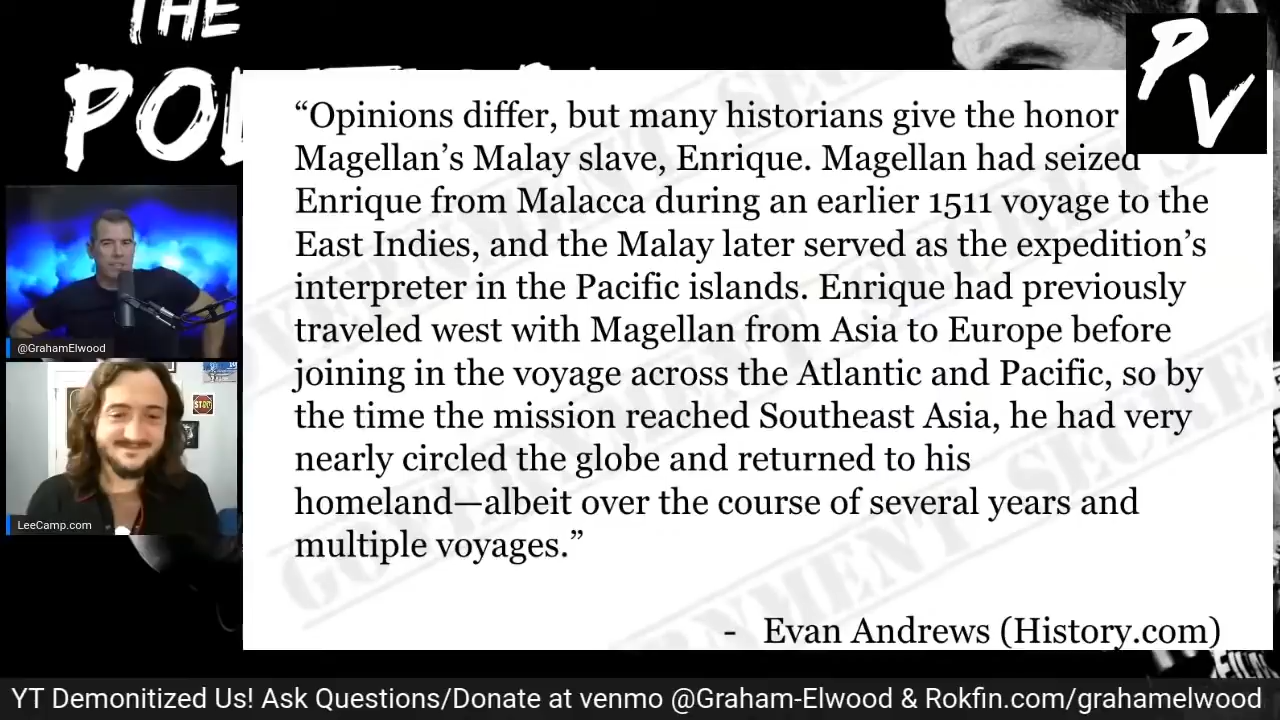 THE
P
V
“Opinions differ, but many historians give the honor
Magellan’s Malay slave, Enrique. Magellan had seized
Enrique from Malacca during an earlier 1511 voyage to the
East Indies, and the Malay later served as the expedition’s
interpreter in the Pacific islands. Enrique had previously
traveled west with Magellan from Asia to Europe before
joining in the voyage across the Atlantic and Pacific, so by
the time the mission reached Southeast Asia, he had very
nearly circled the globe and returned to his
homeland—albeit over the course of several years and
multiple voyages.”
- Evan Andrews (History.com)
@GrahamElwood
LeeCamp.com
YT Demonitized Us! Ask Questions/Donate at venmo @Graham-Elwood & Rokfin.com/grahamelwood